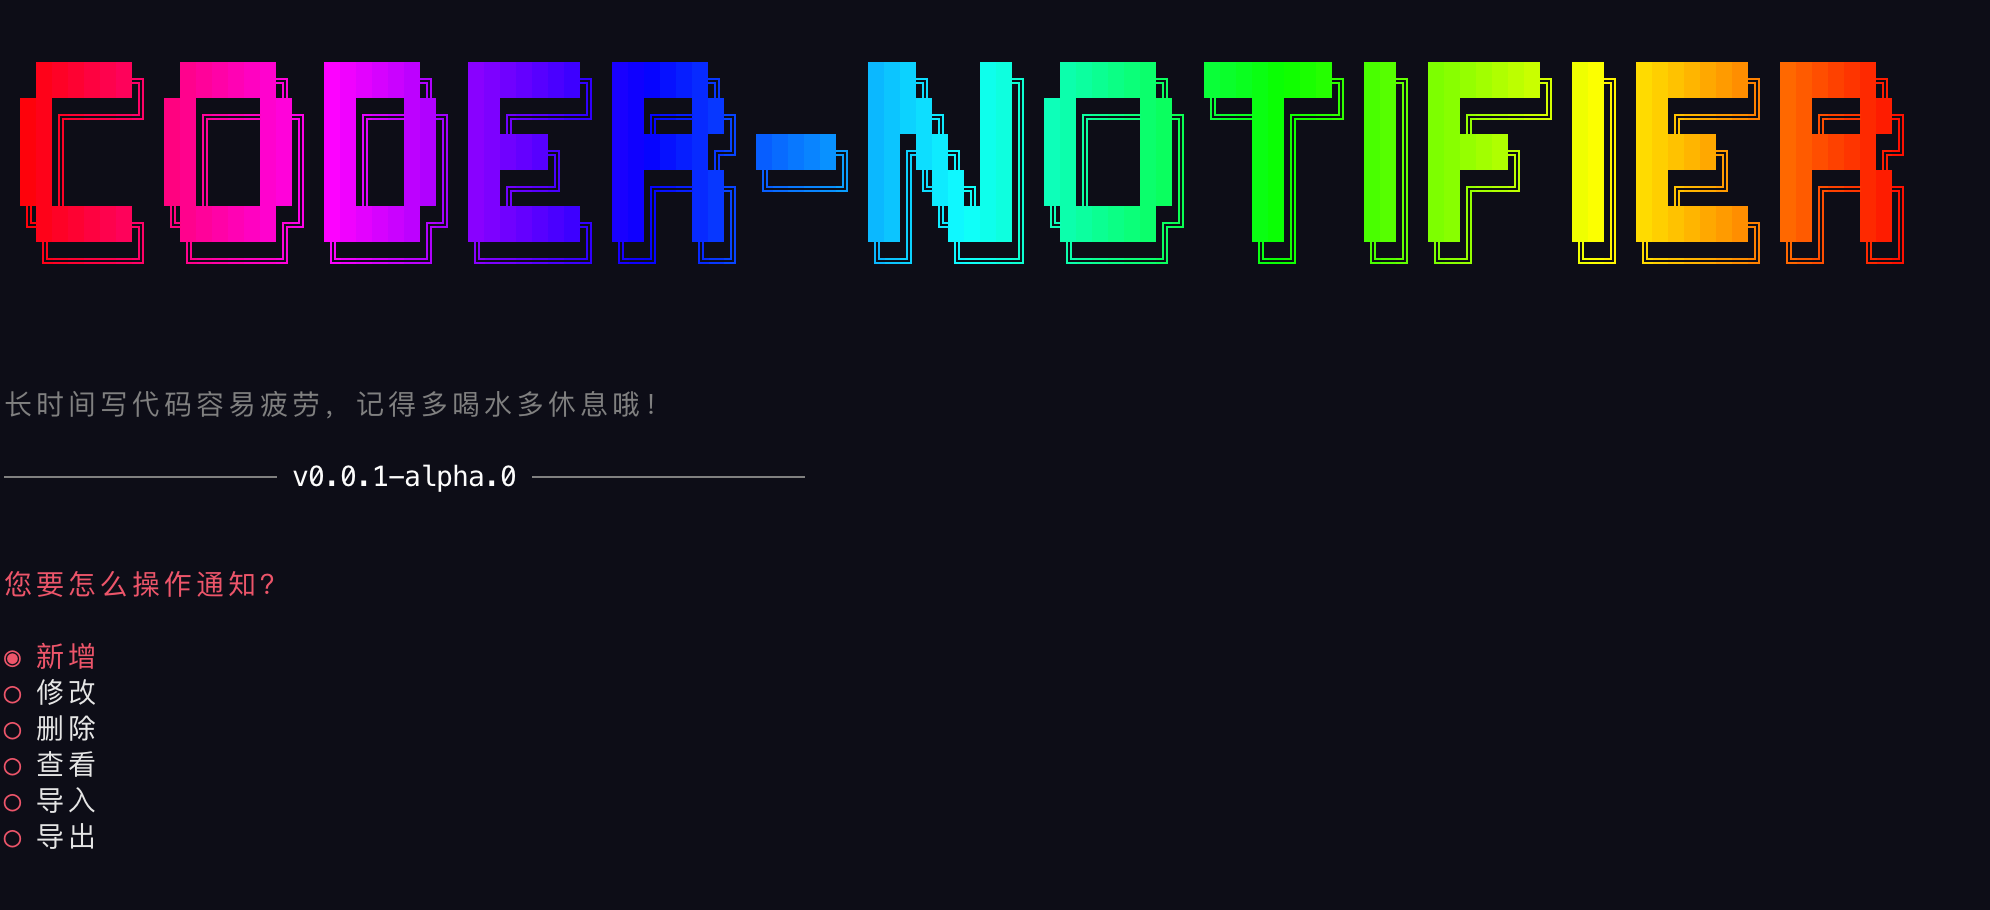 CODER-NOTIFIER
长时间写代码容易疲劳，记得多喝水多休息哦！
v0.0.1-alpha.0
您要怎么操作通知？
新增
修改
删除
查看
导入
导出